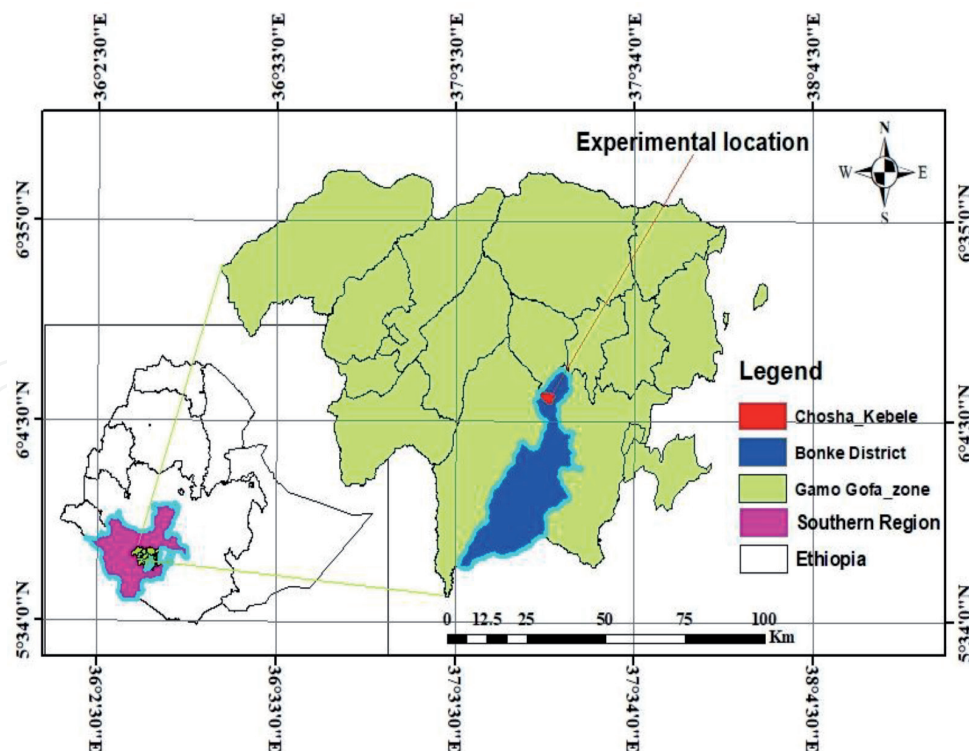 36°2'30"E
36°33'0"E
37°3'30"E
37°34'0"E
38°4'30"E
Experimental location
N
W
E
S
6°35'0"N
6°35'0"N
6°4'30"N
6°4'30"N
5°34'0"N
5°34'0"N
Legend
Chosha_Kebele
Bonke District
Gamo Gofa_zone
Southern Region
Ethiopia
0 12.5 25 50 75 100
Km
36°2'30"E
36°33'0"E
37°3'30"E
37°34'0"E
38°4'30"E